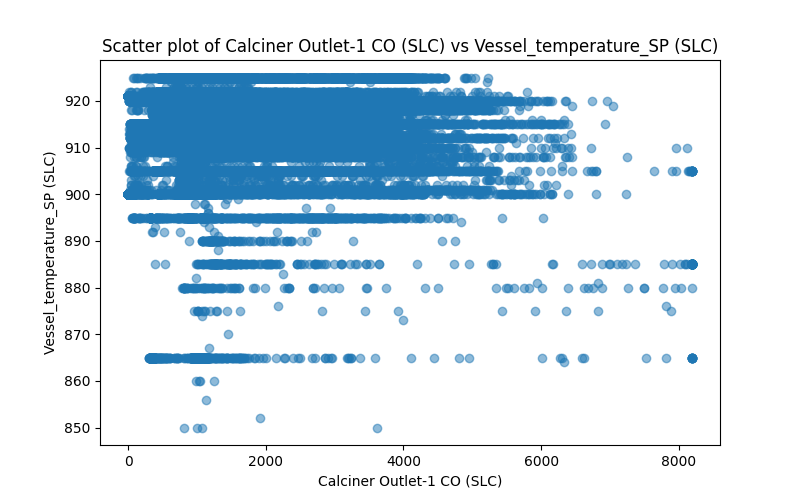 Scatter plot of Calciner Outlet-1 CO (SLC) vs Vessel_temperature_SP (SLC)
Vessel_temperature_SP (SLC)
920
910
900
890
880
870
860
850
0 2000 4000 6000 8000
Calciner Outlet-1 CO (SLC)